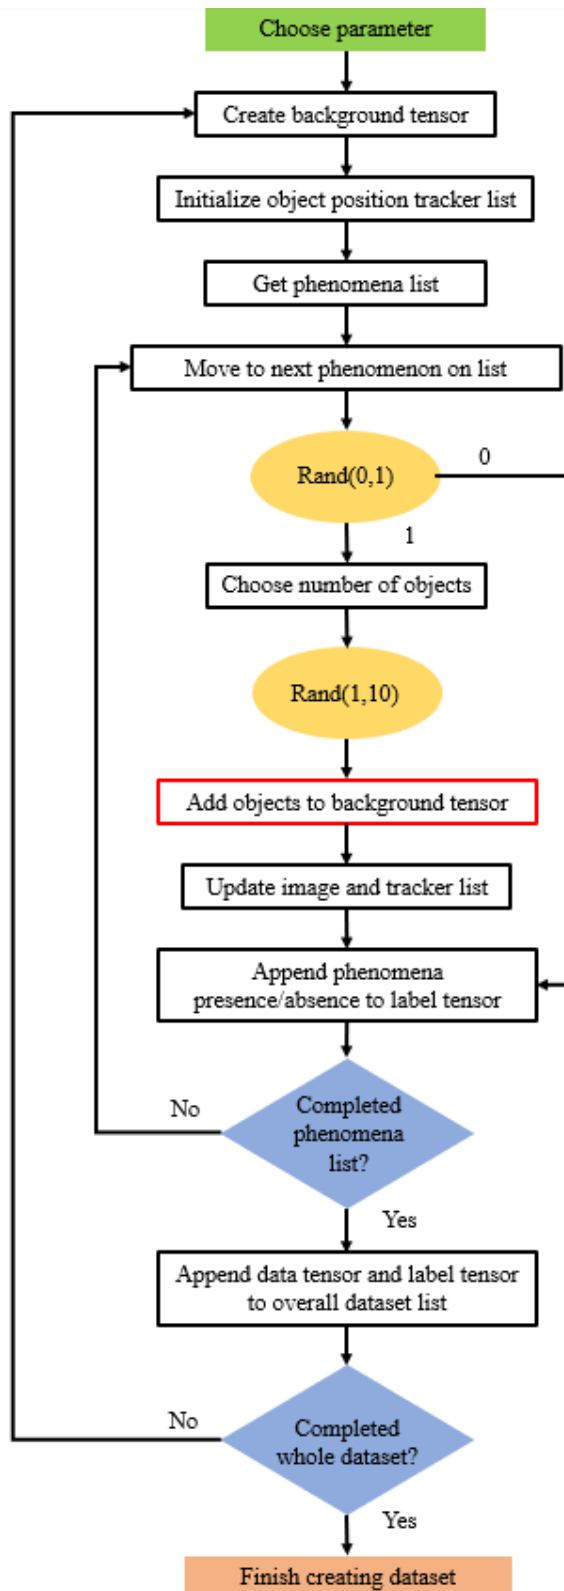 Choose parameter
Create background tensor
Initialize object position tracker list
Get phenomena list
Move to next phenomenon on list
Rand(0,1)
0
1
Choose number of objects
Rand(1,10)
Add objects to background tensor
Update image and tracker list
Append phenomena
presence/absence to label tensor
No
Completed
phenomena
list?
Yes
Append data tensor and label tensor
to overall dataset list
No
Completed
whole dataset?
Yes
Finish creating dataset